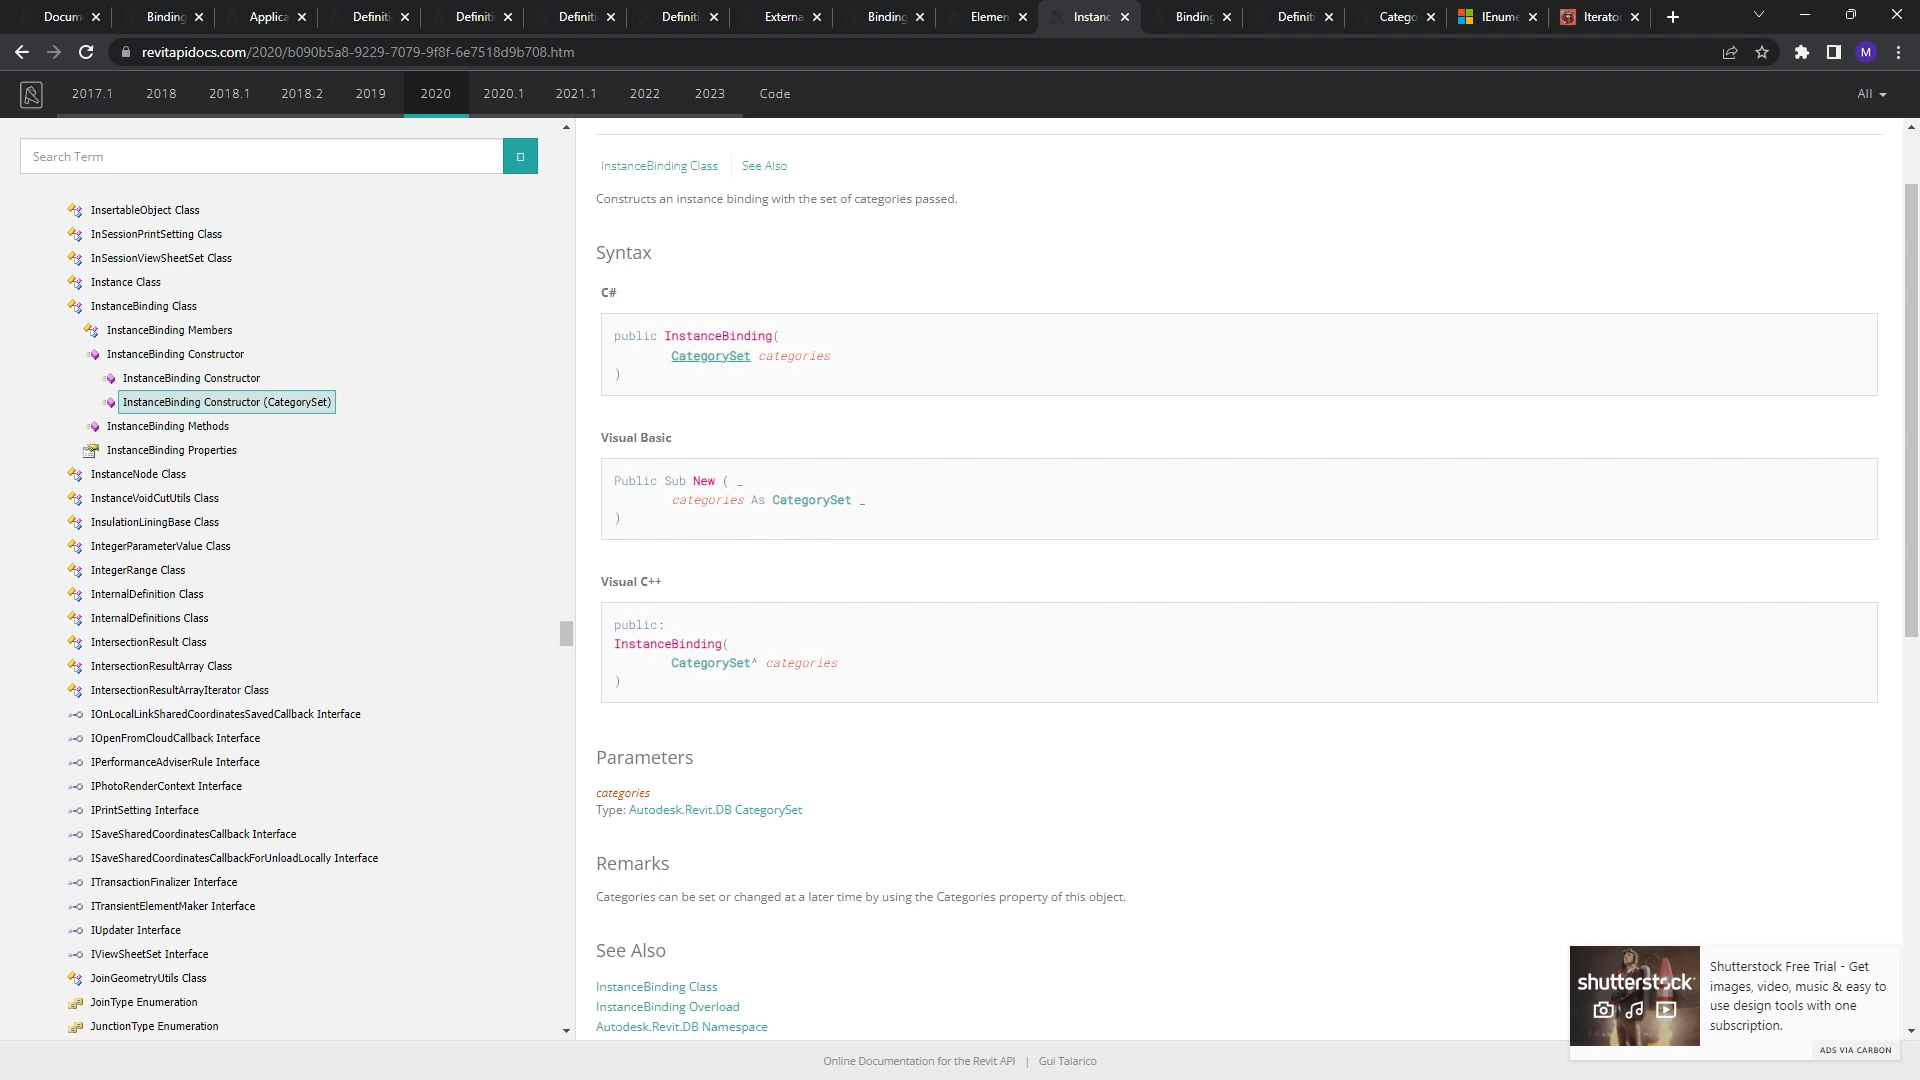 Docum
Binding
Applica
Definiti
Definiti
Definiti
Definiti
Externa
Binding
Elemen
Instanc
Binding
Definiti
Catego
IEnume
Iterato
revitapidocs.com/2020/b090b5a8-9229-7079-9f8f-6e7518d9b708.htm
M
2017.1
2018
2018.1
2018.2
2019
2020
2020.1
2021.1
2022
2023
Code
All
Search Term
InsertableObject Class
InSessionPrintSetting Class
InSessionViewSheetSet Class
Instance Class
InstanceBinding Class
InstanceBinding Members
InstanceBinding Constructor
InstanceBinding Constructor
InstanceBinding Constructor (CategorySet)
InstanceBinding Methods
InstanceBinding Properties
InstanceNode Class
InstanceVoidCutUtils Class
InsulationLiningBase Class
IntegerParameterValue Class
IntegerRange Class
InternalDefinition Class
InternalDefinitions Class
IntersectionResult Class
IntersectionResultArray Class
IntersectionResultArrayIterator Class
IOnLocalLinkSharedCoordinatesSavedCallback Interface
IOpenFromCloudCallback Interface
IPerformanceAdviserRule Interface
IPhotoRenderContext Interface
IPrintSetting Interface
ISaveSharedCoordinatesCallback Interface
ISaveSharedCoordinatesCallbackForUnloadLocally Interface
ITransactionFinalizer Interface
ITransientElementMaker Interface
IUpdater Interface
IViewSheetSet Interface
JoinGeometryUtils Class
JoinType Enumeration
JunctionType Enumeration
InstanceBinding Class
See Also
Constructs an instance binding with the set of categories passed.
Syntax
C#
public InstanceBinding(
CategorySet categories
)
Visual Basic
Public Sub New ( _
categories As CategorySet _
)
Visual C++
public:
InstanceBinding(
CategorySet^ categories
)
Parameters
categories
Type: Autodesk.Revit.DB CategorySet
Remarks
Categories can be set or changed at a later time by using the Categories property of this object.
See Also
InstanceBinding Class
InstanceBinding Overload
Autodesk.Revit.DB Namespace
shutterstock
Shutterstock Free Trial - Get
images, video, music & easy to
use design tools with one
subscription.
ADS VIA CARBON
Online Documentation for the Revit API | Gui Talarico